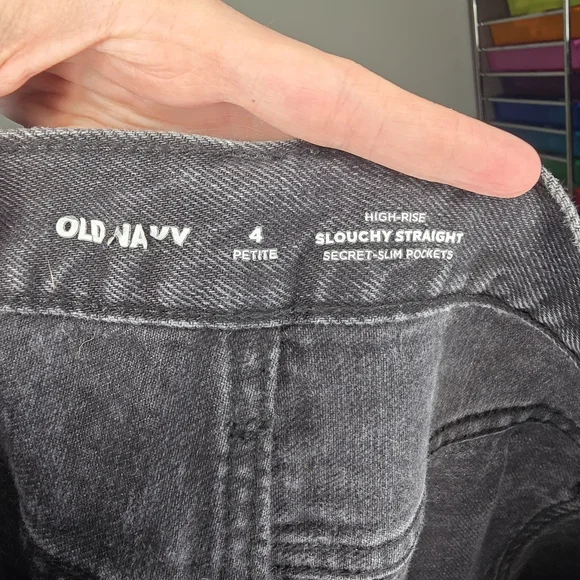 OLD NAVY
4
PETITE
HIGH-RISE
SLOUCHY STRAIGHT
SECRET-SLIM POCKETS